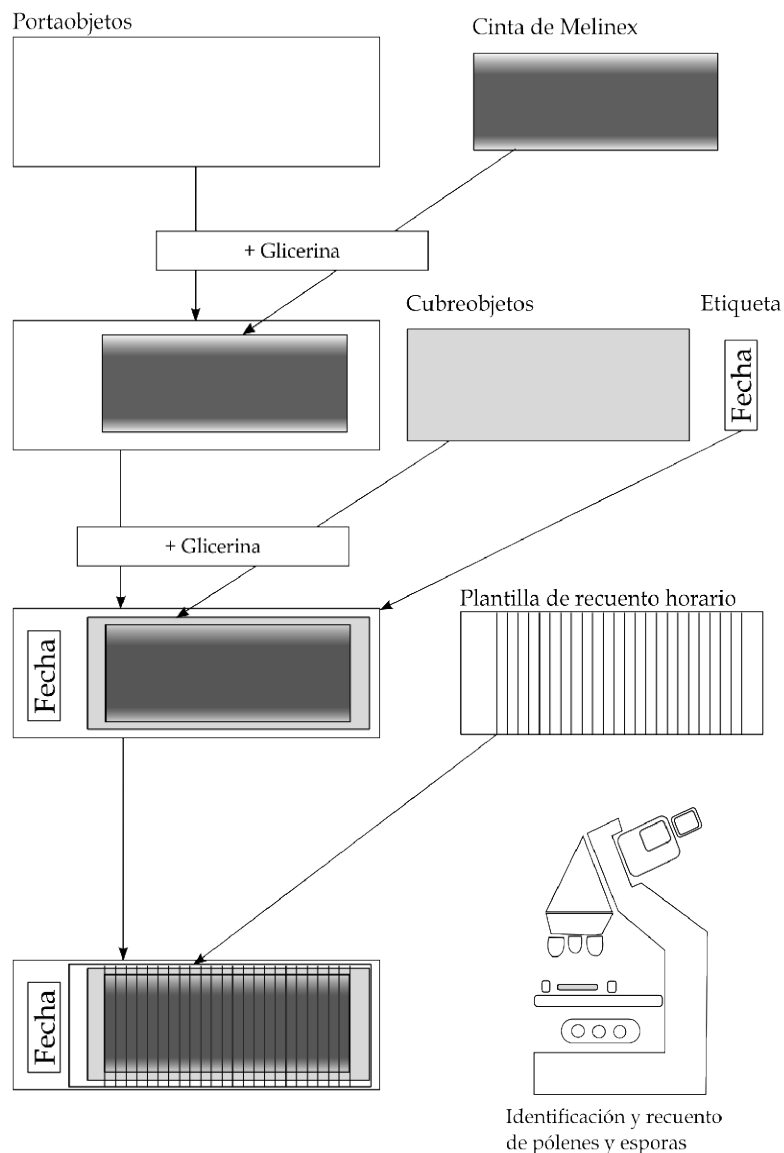 Portaobjetos
Cinta de Melinex
+ Glicerina
Cubreobjetos
Etiqueta
Fecha
+ Glicerina
Fecha
Plantilla de recuento horario
Fecha
Identificación y recuento
de pólenes y esporas